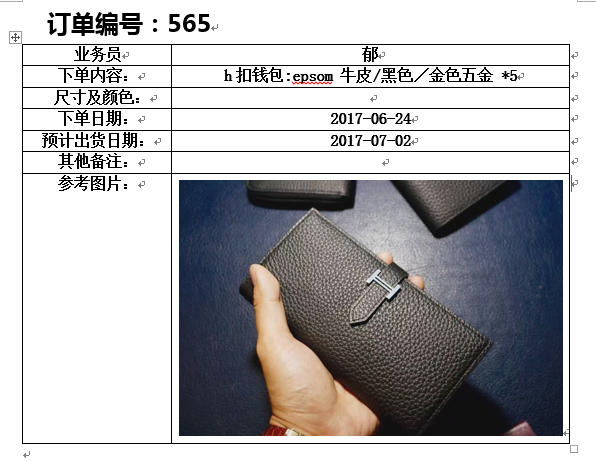 订单编号：565
业务员 郁
下单内容： h扣钱包:epsom 牛皮/黑色／金色五金 *5
尺寸及颜色：
下单日期： 2017-06-24
预计出货日期： 2017-07-02
其他备注：
参考图片：